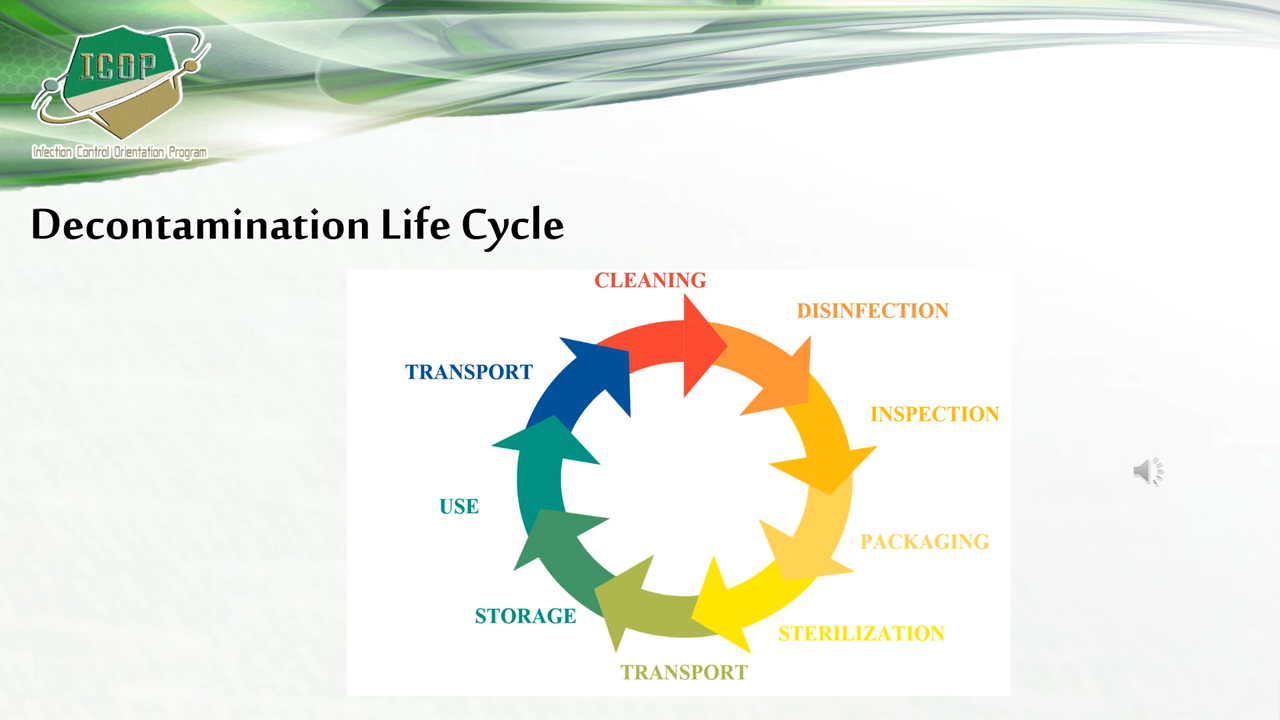 ICOP
Infection Control Orientation Program
Decontamination Life Cycle
CLEANING
DISINFECTION
INSPECTION
PACKAGING
STERILIZATION
TRANSPORT
STORAGE
USE
TRANSPORT